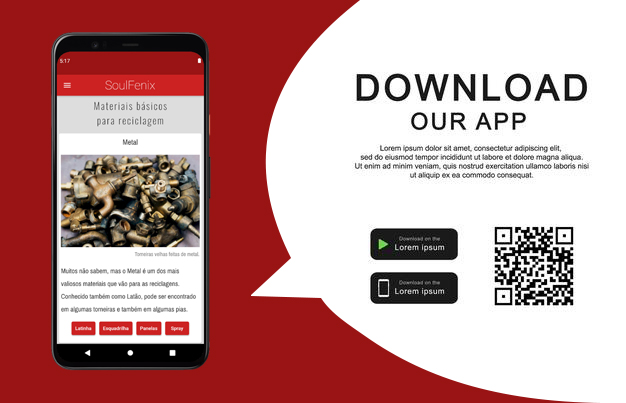 5:17
SoulFenix
Materiais básicos
para reciclagem
Metal
Torneiras velhas feitas de metal.
Muitos não sabem, mas o Metal é um dos mais
valiosos materiais que vão para as reciclagens.
Conhecido também como Latão, pode ser encontrado
em algumas torneiras e também em algumas pias.
Latinha
Esquadrilha
Panelas
Spray
DOWNLOAD
OUR APP
Lorem ipsum dolor sit amet, consectetur adipiscing elit,
sed do eiusmod tempor incididunt ut labore et dolore magna aliqua.
Ut enim ad minim veniam, quis nostrud exercitation ullamco laboris nisi
ut aliquip ex ea commodo consequat.
Download on the
Lorem ipsum
Download on the
Lorem ipsum